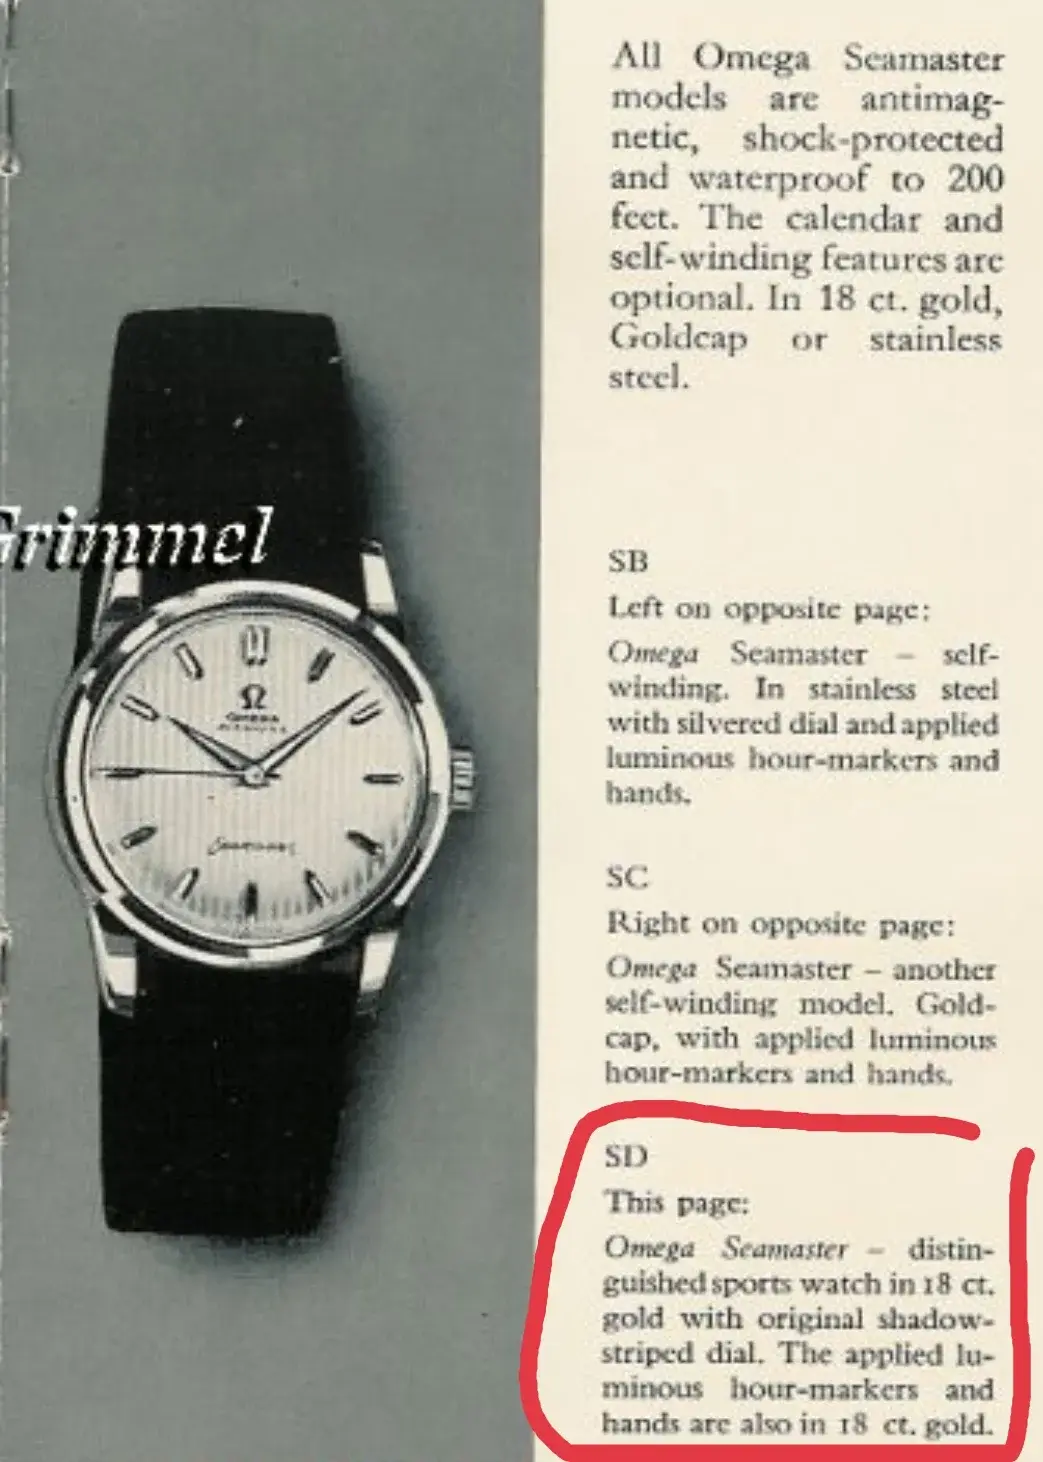 All Omega Seamaster
models are antimag-
netic, shock-protected
and waterproof to 200
feet. The calendar and
self-winding features are
optional. In 18 ct. gold,
Goldcap or stainless
steel.
Grimmel
Ω
OMEGA
Seamaster
SB
Left on opposite page:
Omega Seamaster – self-
winding. In stainless steel
with silvered dial and applied
luminous hour-markers and
hands.
SC
Right on opposite page:
Omega Seamaster – another
self-winding model. Gold-
cap, with applied luminous
hour-markers and hands.
SD
This page:
Omega Seamaster – distin-
guished sports watch in 18 ct.
gold with original shadow-
striped dial. The applied lu-
minous hour-markers and
hands are also in 18 ct. gold.